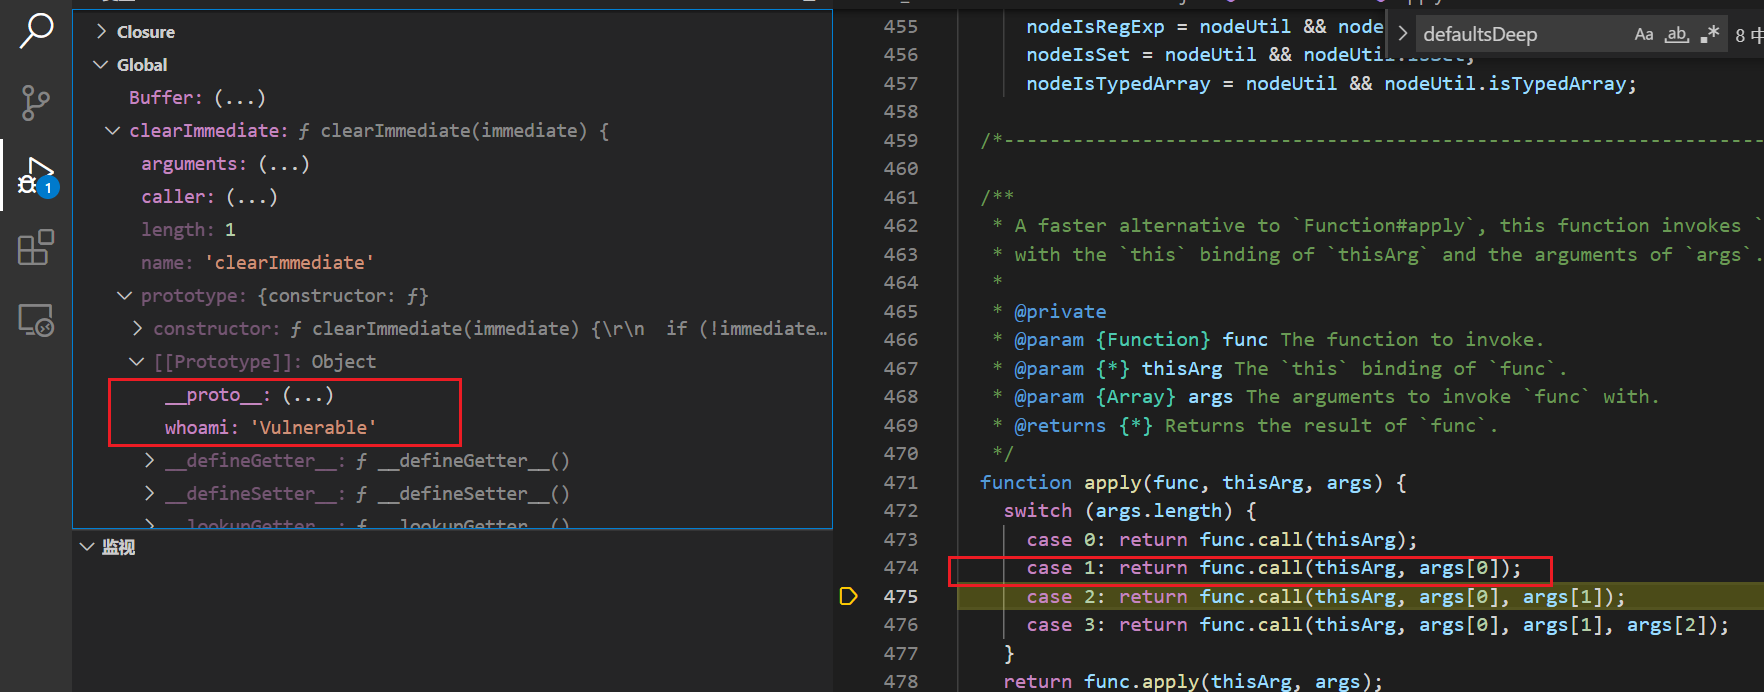 Closure
Global
Buffer: (...)
clearImmediate: ƒ clearImmediate(immediate) {
arguments: (...)
caller: (...)
length: 1
name: 'clearImmediate'
prototype: {constructor: ƒ}
constructor: ƒ clearImmediate(immediate) {\r\n  if (!immediate…
[[Prototype]]: Object
__proto__: (...)
whoami: 'Vulnerable'
__defineGetter__: ƒ __defineGetter__()
__defineSetter__: ƒ __defineSetter__()
__lookupGetter__: ƒ __lookupGetter__()
监视
1
defaultsDeep
Aa
ab
.*
8 中
455 nodeIsRegExp = nodeUtil && node
456 nodeIsSet = nodeUtil && nodeUtil.isSet,
457 nodeIsTypedArray = nodeUtil && nodeUtil.isTypedArray;
458
459 /*------------------------------------------------------------------
460
461 /**
462 * A faster alternative to `Function#apply`, this function invokes `
463 * with the `this` binding of `thisArg` and the arguments of `args`.
464 *
465 * @private
466 * @param {Function} func The function to invoke.
467 * @param {*} thisArg The `this` binding of `func`.
468 * @param {Array} args The arguments to invoke `func` with.
469 * @returns {*} Returns the result of `func`.
470 */
471 function apply(func, thisArg, args) {
472 switch (args.length) {
473 case 0: return func.call(thisArg);
474 case 1: return func.call(thisArg, args[0]);
475 case 2: return func.call(thisArg, args[0], args[1]);
476 case 3: return func.call(thisArg, args[0], args[1], args[2]);
477 }
478 return func.apply(thisArg, args);